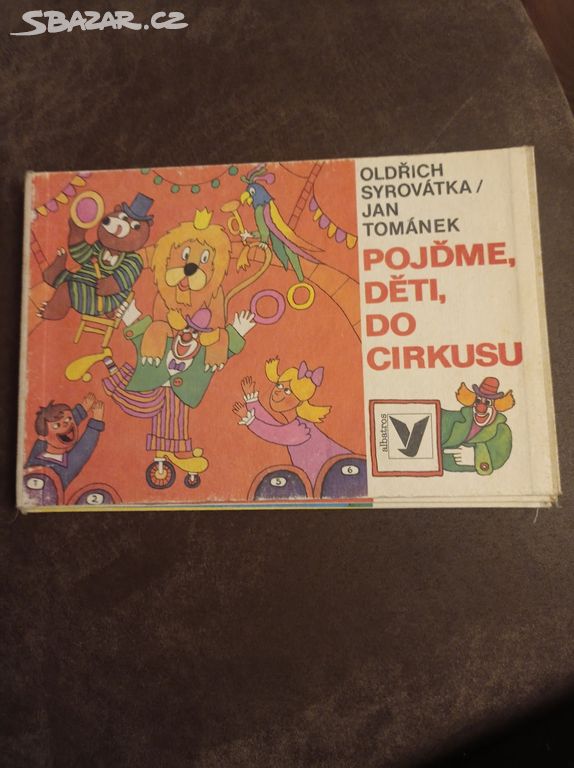 SBAZAR.CZ
OLDŘICH
SYROVÁTKA/
JAN
TOMÁNEK
POJĎME,
DĚTI,
DO
CIRKUSU
albatros
1
2
5
6